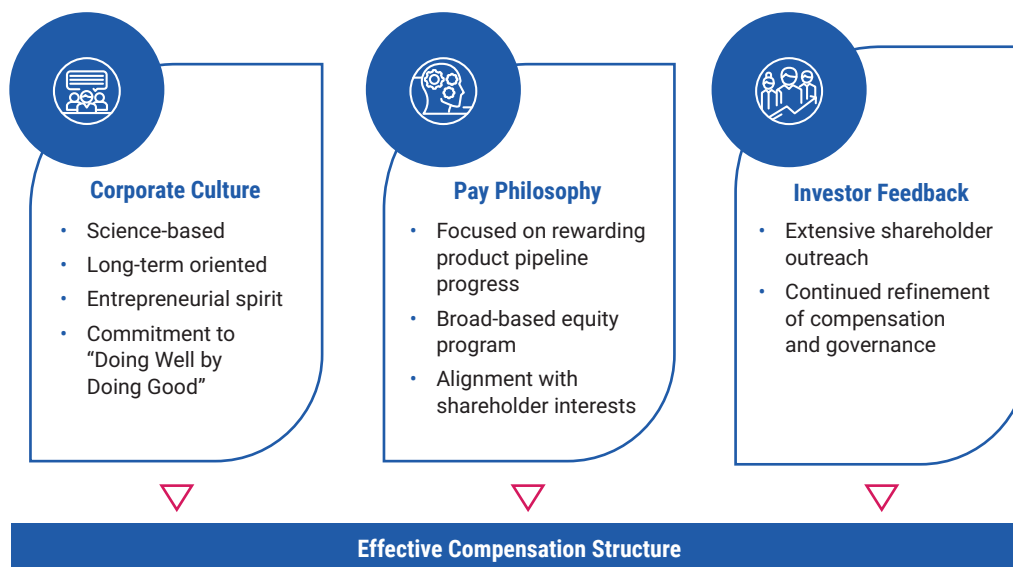 Corporate Culture
• Science-based
• Long-term oriented
• Entrepreneurial spirit
• Commitment to
“Doing Well by
Doing Good”
Pay Philosophy
• Focused on rewarding
product pipeline
progress
• Broad-based equity
program
• Alignment with
shareholder interests
Investor Feedback
• Extensive shareholder
outreach
• Continued refinement
of compensation
and governance
Effective Compensation Structure